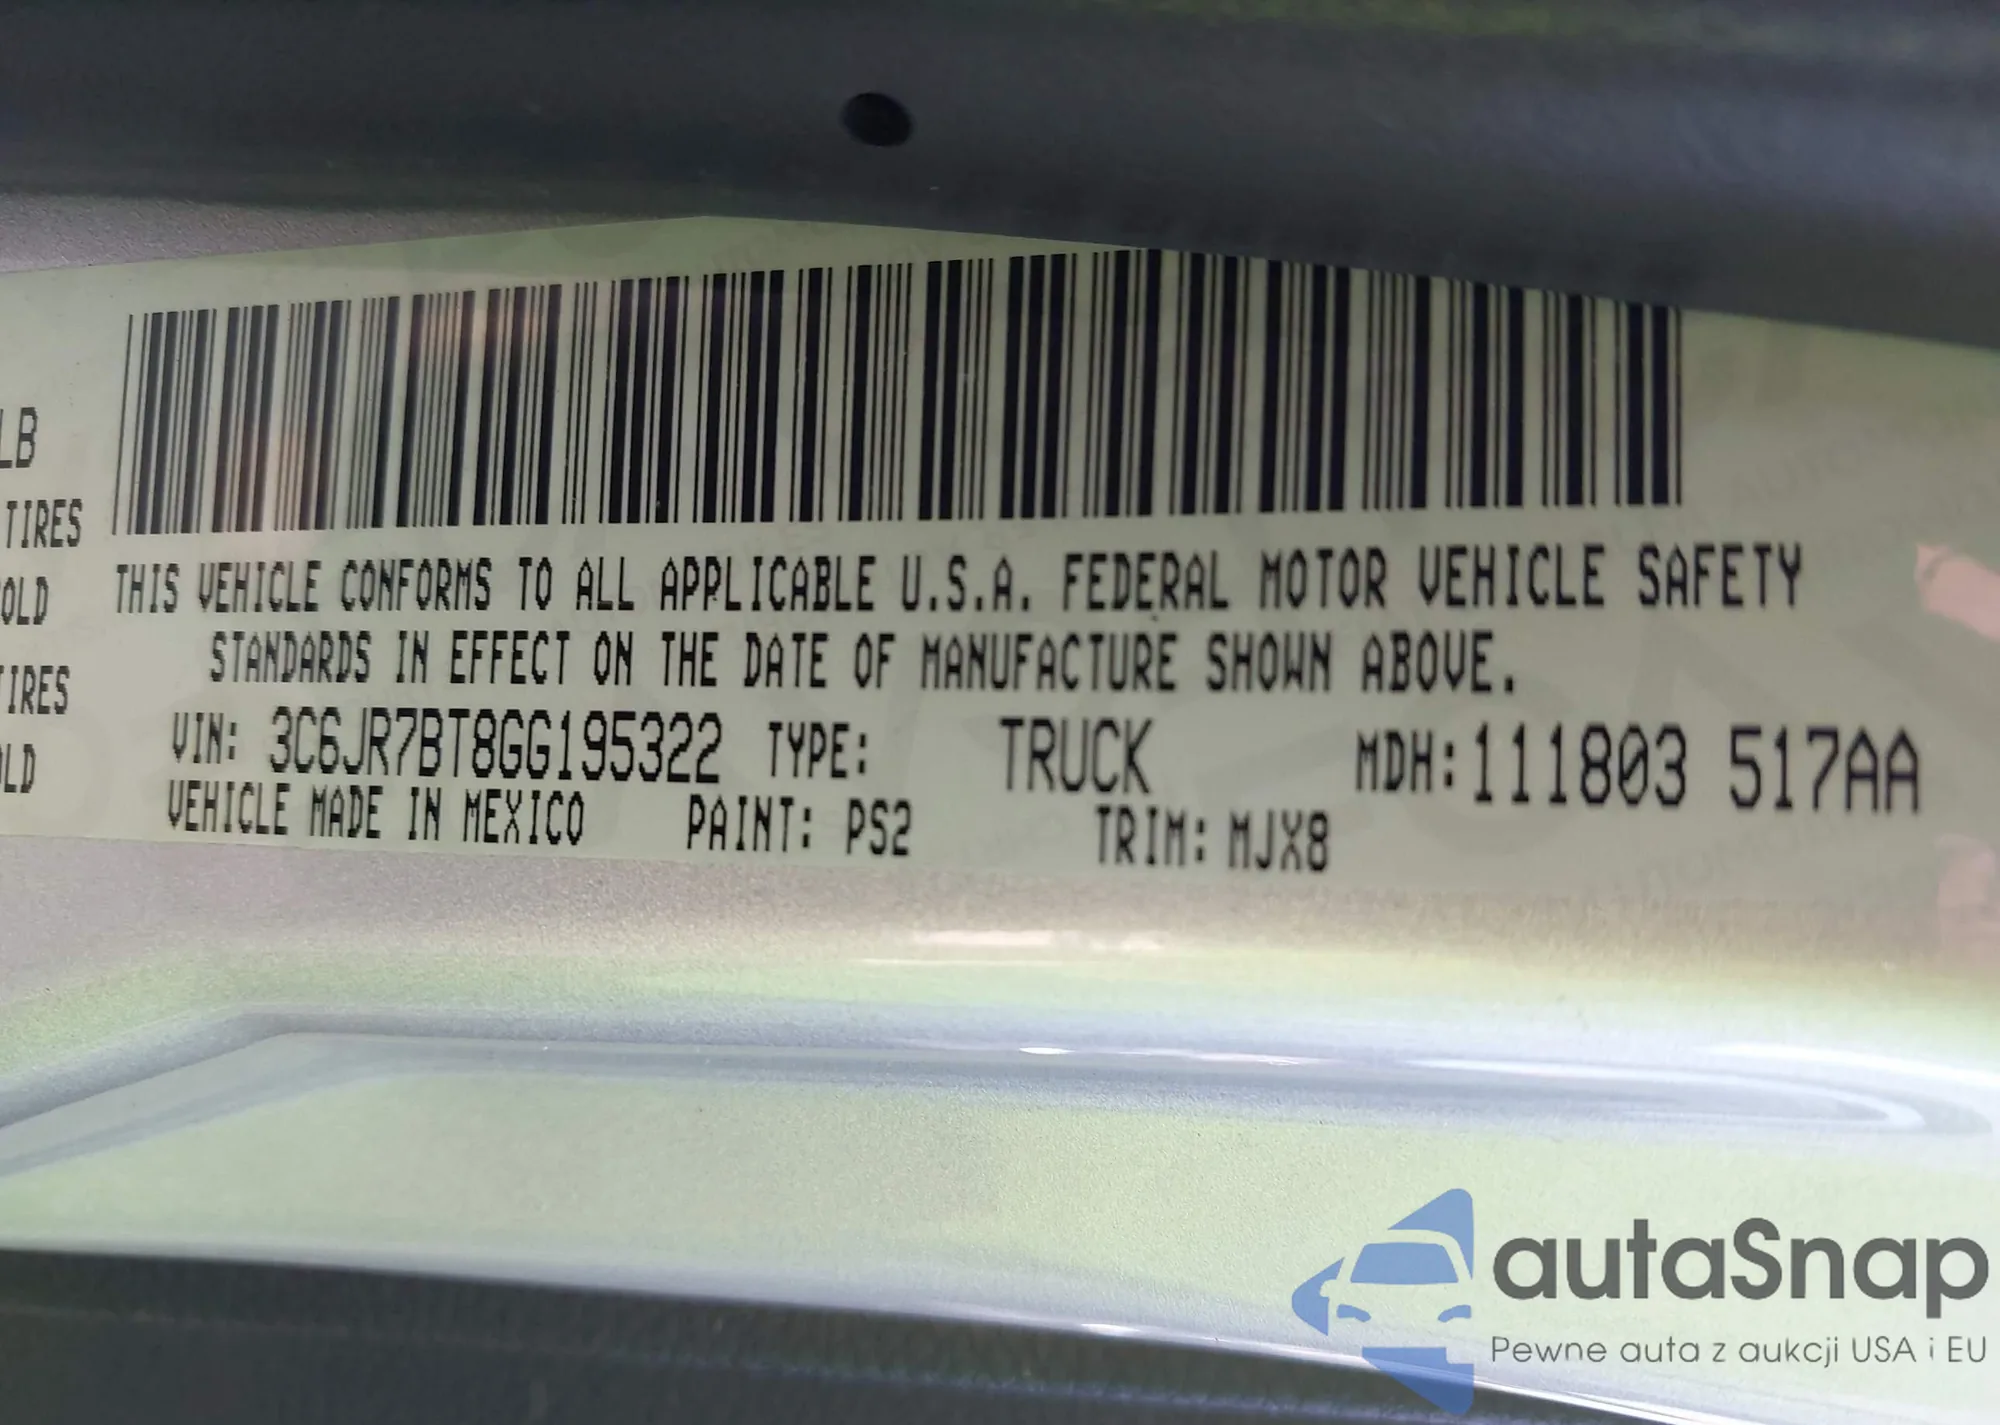 LB
TIRES
OLD
IRES
LD
THIS VEHICLE CONFORMS TO ALL APPLICABLE U.S.A. FEDERAL MOTOR VEHICLE SAFETY
STANDARDS IN EFFECT ON THE DATE OF MANUFACTURE SHOWN ABOVE.
VIN: 3C6JR7BT8GG195322 TYPE: TRUCK MDH:111803 517AA
VEHICLE MADE IN MEXICO PAINT: PS2 TRIM: MJX8
autaSnap
Pewne auta z aukcji USA i EU